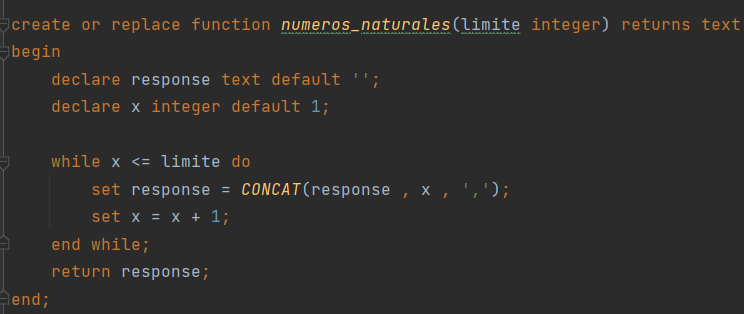 create or replace function numeros_naturales(limite integer) returns text
begin
declare response text default '';
declare x integer default 1;
while x <= limite do
set response = CONCAT(response , x , ',');
set x = x + 1;
end while;
return response;
end;